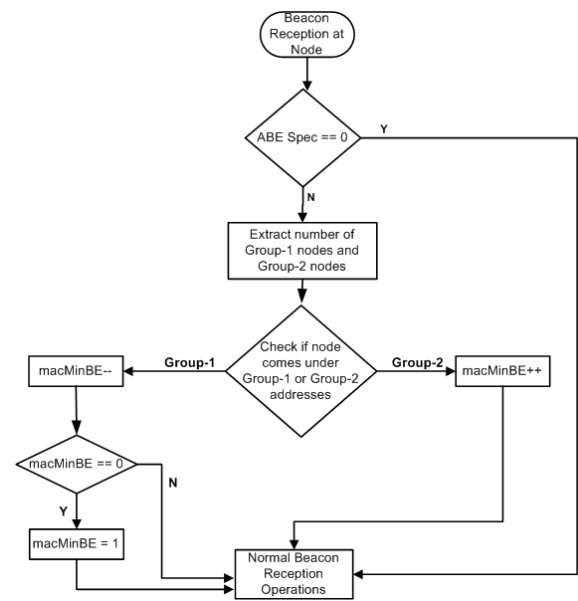 Beacon
Reception at
Node
ABE Spec == 0
Y
N
Extract number of
Group-1 nodes and
Group-2 nodes
Check if node
comes under
Group-1 or Group-2
addresses
Group-1
Group-2
macMinBE--
macMinBE++
macMinBE == 0
N
Y
macMinBE = 1
Normal Beacon
Reception
Operations